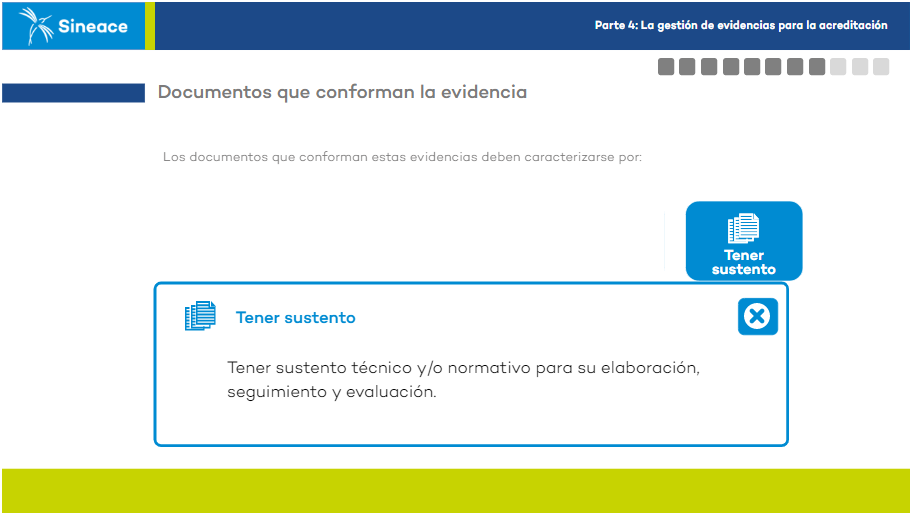 Sineace
Parte 4: La gestión de evidencias para la acreditación
Documentos que conforman la evidencia
Los documentos que conforman estas evidencias deben caracterizarse por:
Tener
sustento
Tener sustento
Tener sustento técnico y/o normativo para su elaboración,
seguimiento y evaluación.